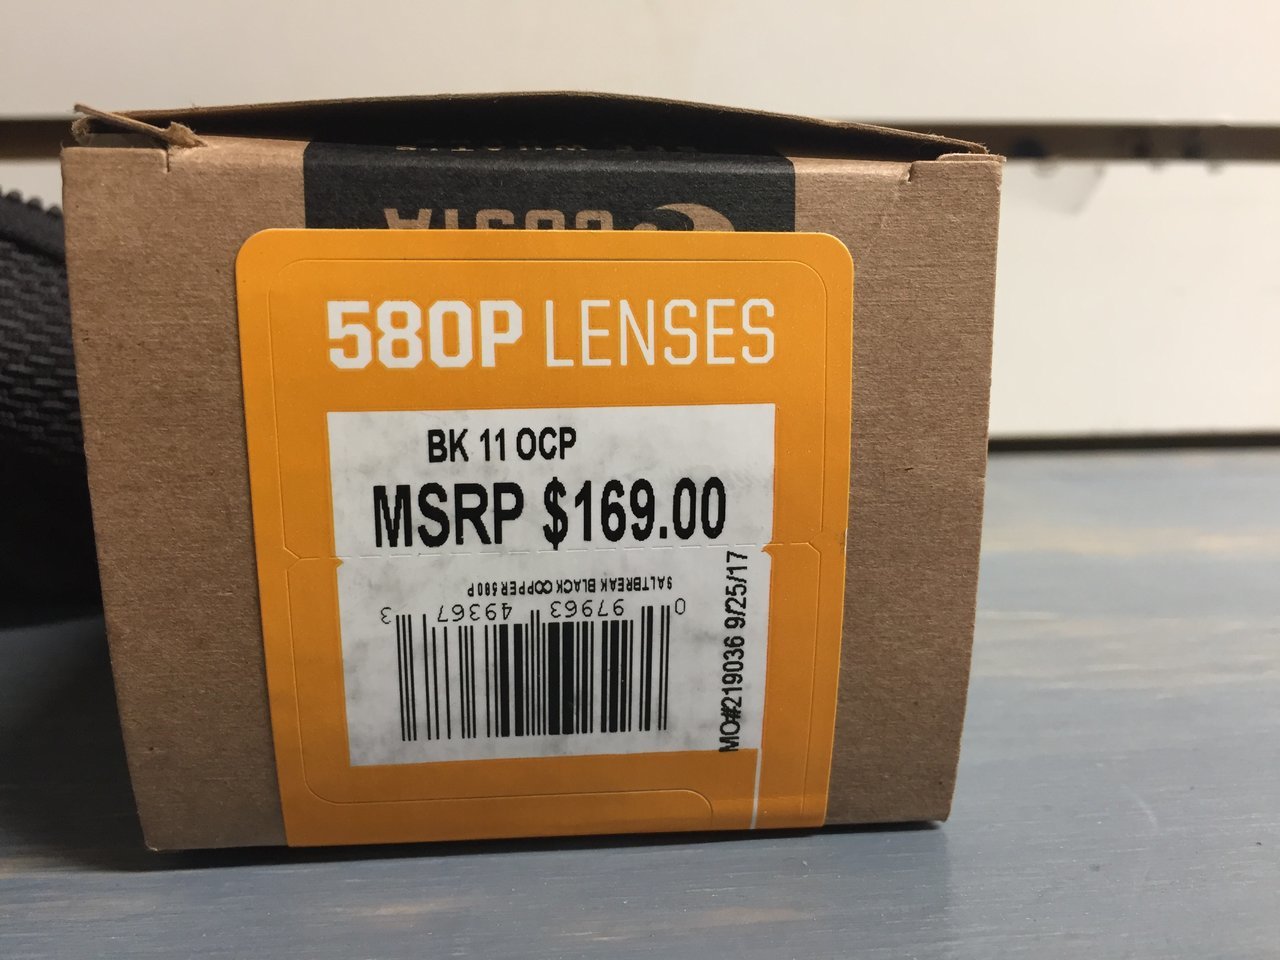 COSTA
580P LENSES
BK 11 OCP
MSRP $169.00
SALTBREAK BLACK COPPER 580P
0 97963 49367 3
MO#219036 9/25/17